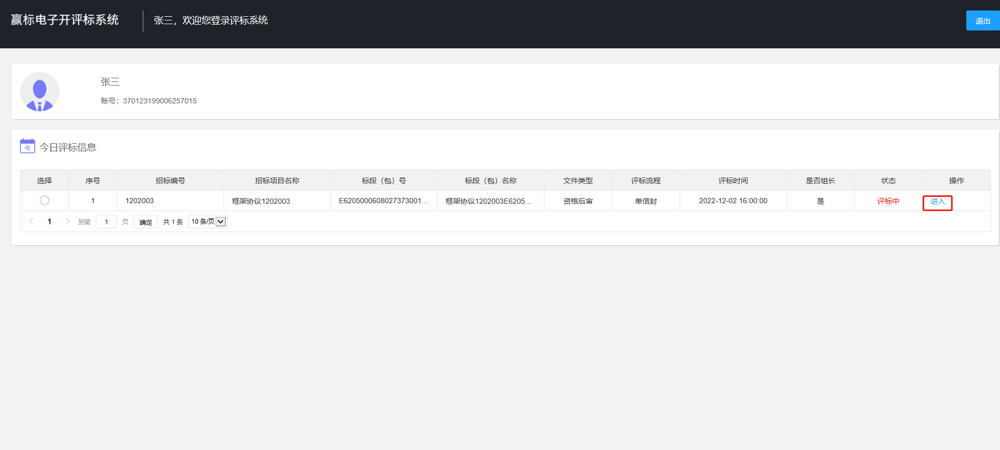 赢标电子开评标系统 张三，欢迎您登录评标系统 退出
张三
账号：370123199006257015
今 今日评标信息
选择 序号 招标编号 招标项目名称 标段（包）号 标段（包）名称 文件类型 评标流程 评标时间 是否组长 状态 操作
1 1202003 框架协议1202003 E6205000608027373001... 框架协议1202003E6205... 资格后审 单信封 2022-12-02 16:00:00 是 评标中 进入
1 到第 1 页 确定 共 1 条 10 条/页